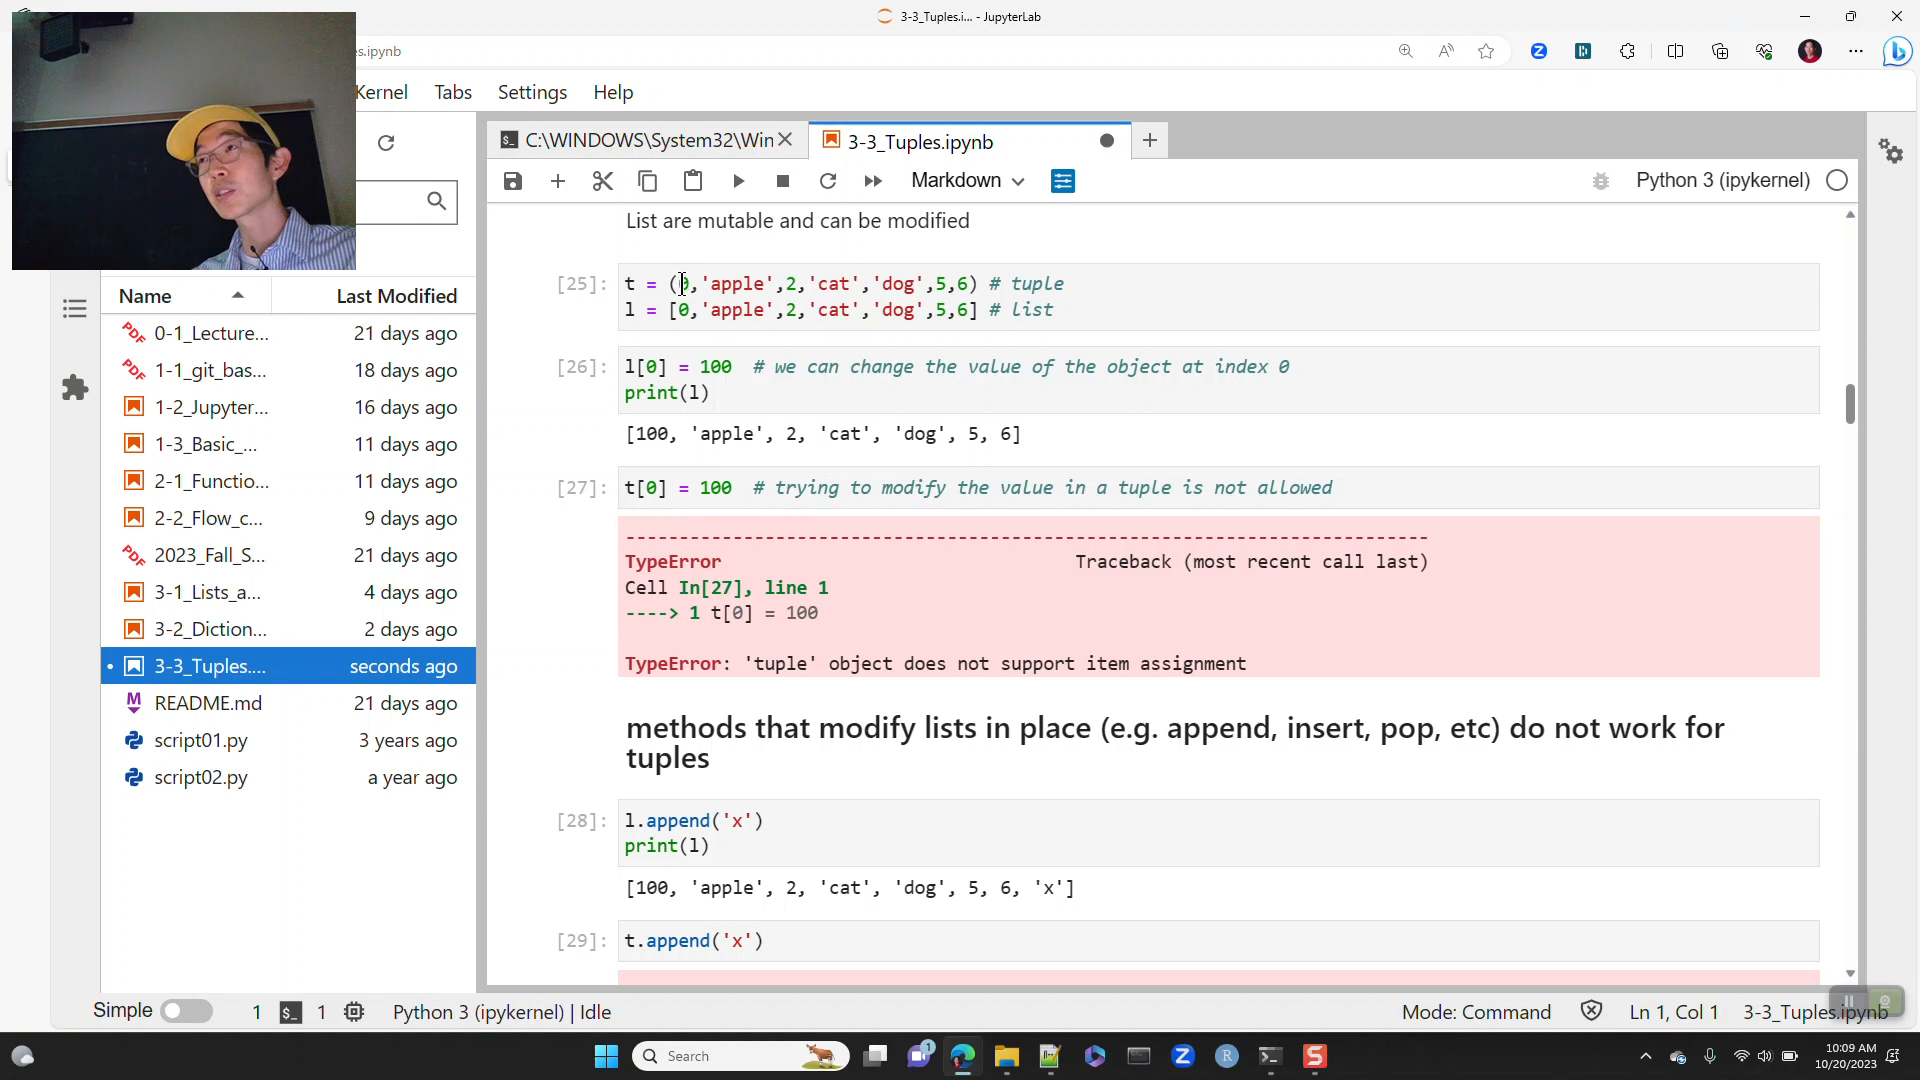 3-3_Tuples.i... - JupyterLab
es.ipynb
Kernel Tabs Settings Help
C:\WINDOWS\System32\Win
3-3_Tuples.ipynb
Markdown
Python 3 (ipykernel)
Name Last Modified
0-1_Lecture... 21 days ago
1-1_git_bas... 18 days ago
1-2_Jupyter... 16 days ago
1-3_Basic_... 11 days ago
2-1_Functio... 11 days ago
2-2_Flow_c... 9 days ago
2023_Fall_S... 21 days ago
3-1_Lists_a... 4 days ago
3-2_Diction... 2 days ago
3-3_Tuples.... seconds ago
README.md 21 days ago
script01.py 3 years ago
script02.py a year ago
List are mutable and can be modified
[25]: t = (0,'apple',2,'cat','dog',5,6) # tuple
l = [0,'apple',2,'cat','dog',5,6] # list
[26]: l[0] = 100 # we can change the value of the object at index 0
print(l)
[100, 'apple', 2, 'cat', 'dog', 5, 6]
[27]: t[0] = 100 # trying to modify the value in a tuple is not allowed
---------------------------------------------------------------------------
TypeError Traceback (most recent call last)
Cell In[27], line 1
----> 1 t[0] = 100
TypeError: 'tuple' object does not support item assignment
methods that modify lists in place (e.g. append, insert, pop, etc) do not work for
tuples
[28]: l.append('x')
print(l)
[100, 'apple', 2, 'cat', 'dog', 5, 6, 'x']
[29]: t.append('x')
Simple 1 1 Python 3 (ipykernel) | Idle
Mode: Command Ln 1, Col 1 3-3_Tuples.ipynb
Search
10:09 AM
10/20/2023